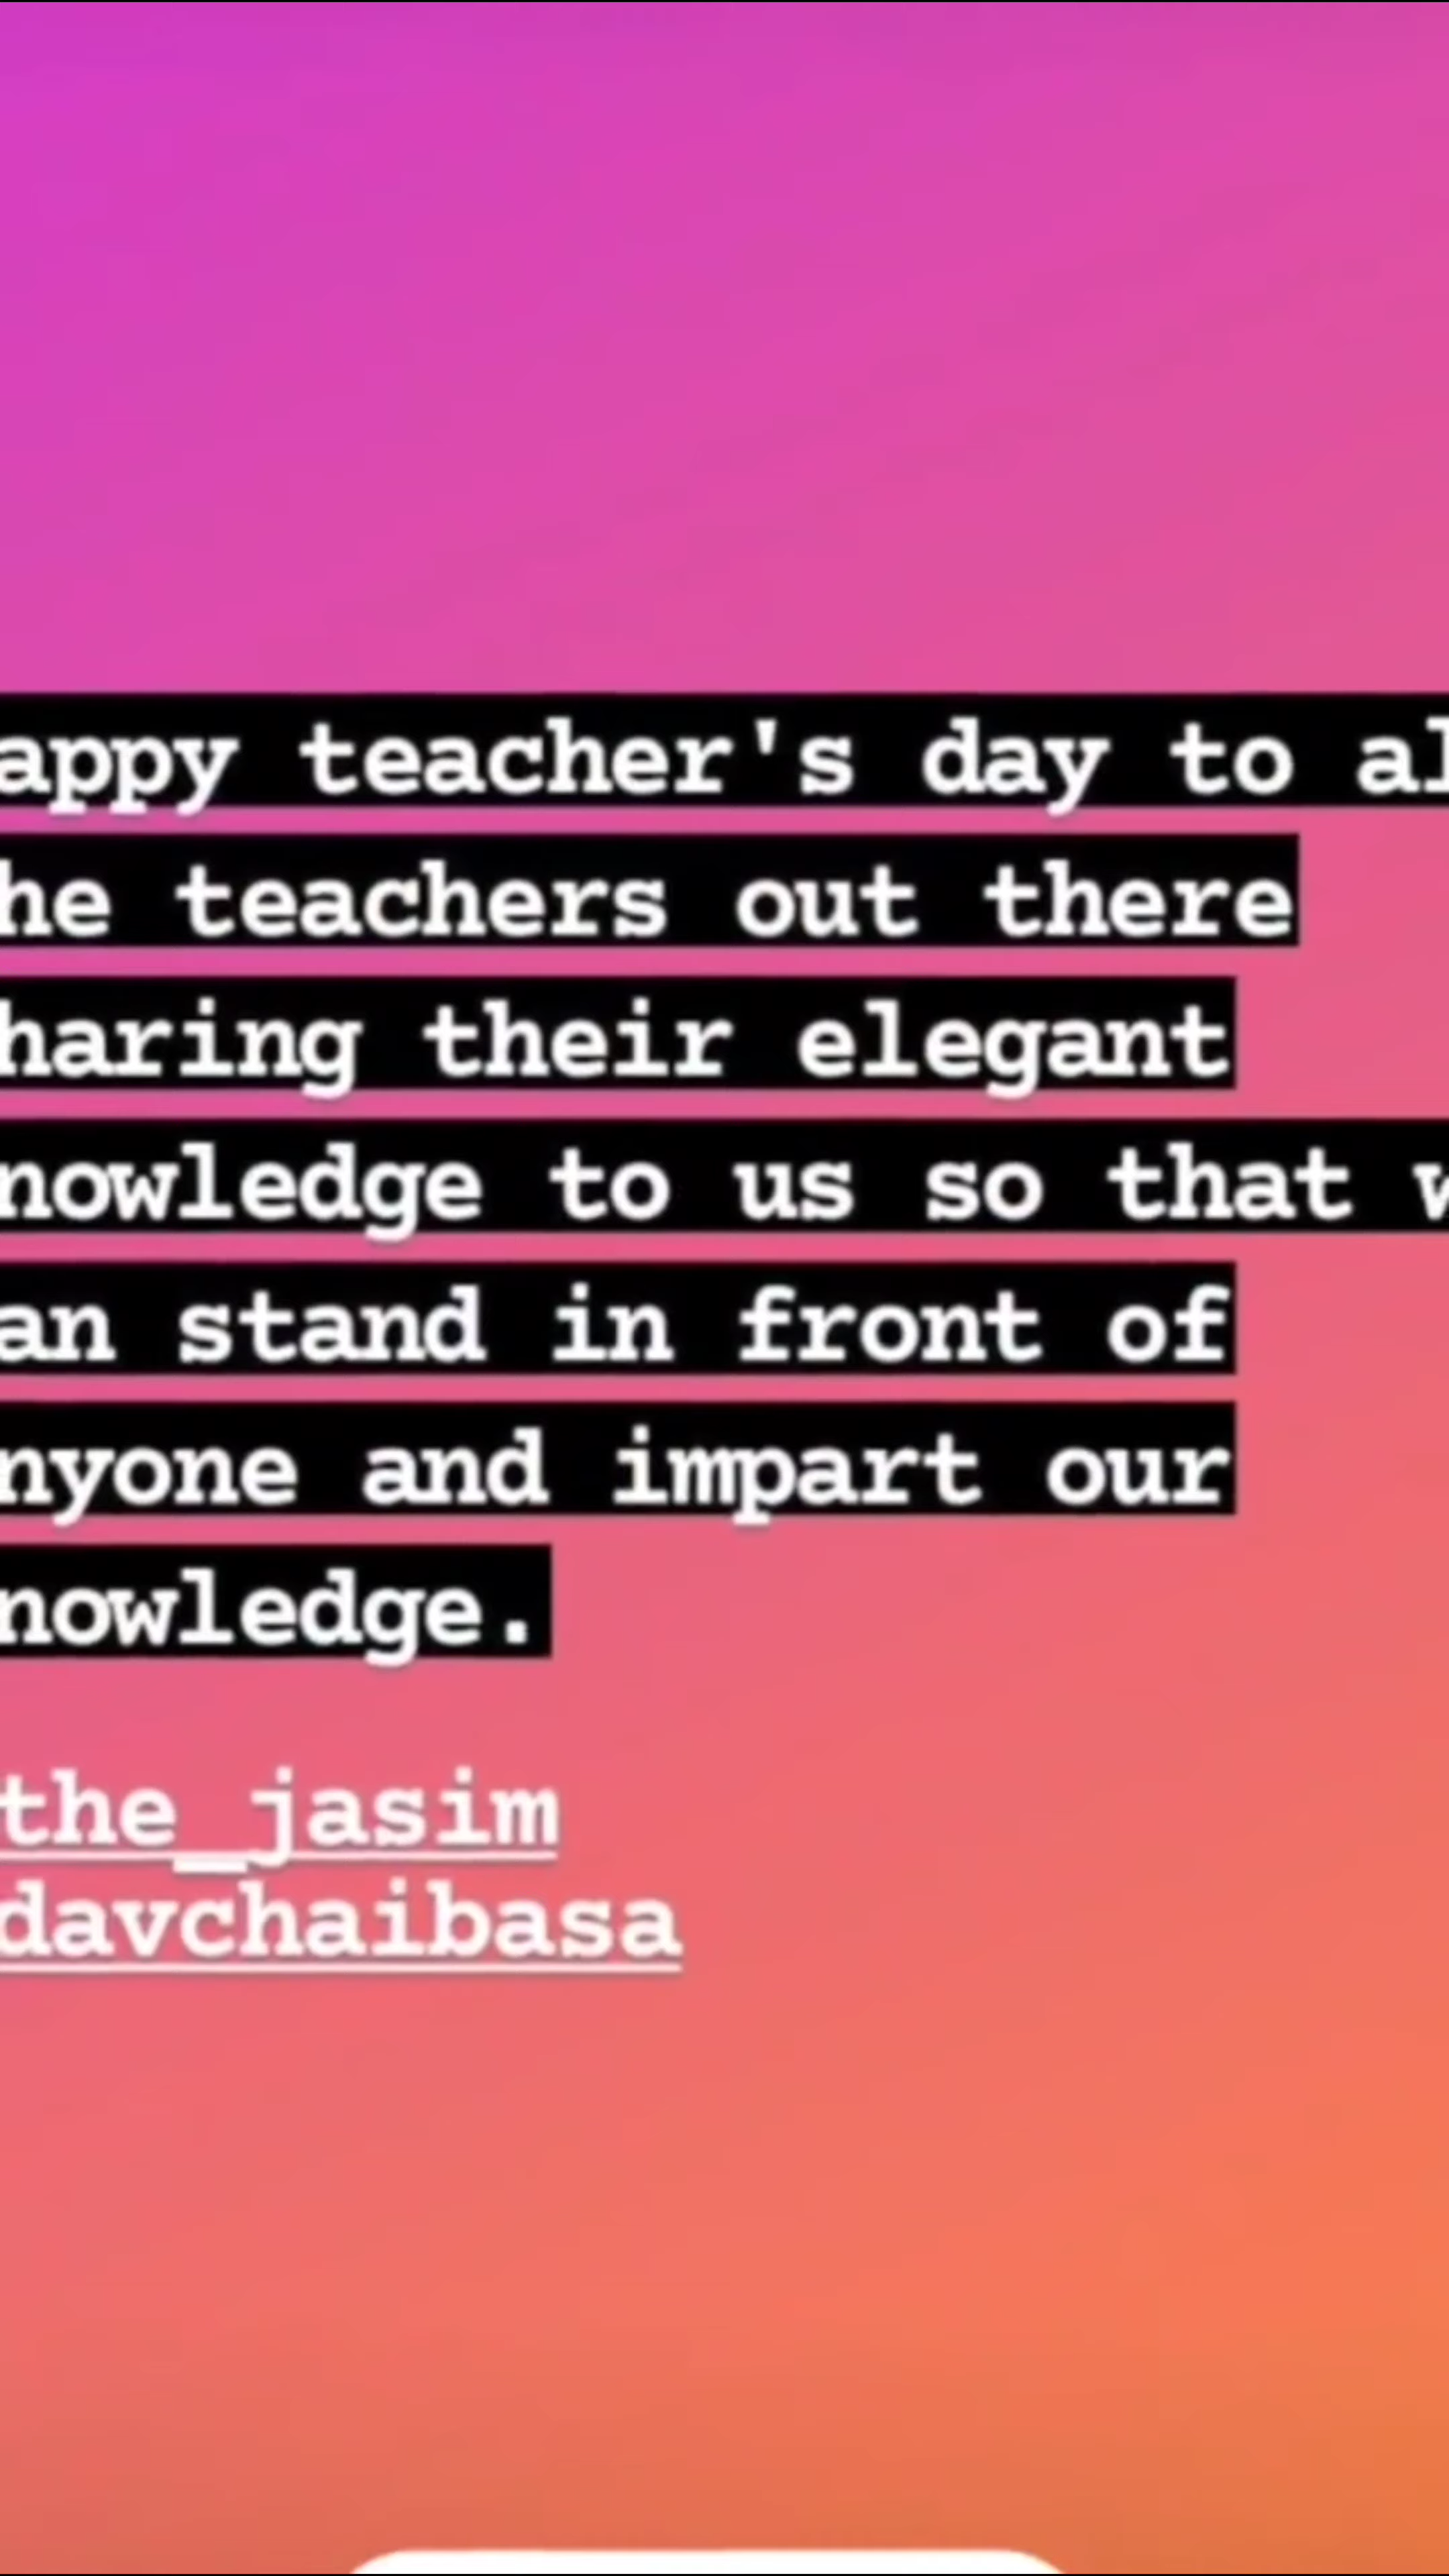 appy teacher's day to al
he teachers out there
haring their elegant
nowledge to us so that w
an stand in front of
nyone and impart our
nowledge.
the_jasim
davchaibasa